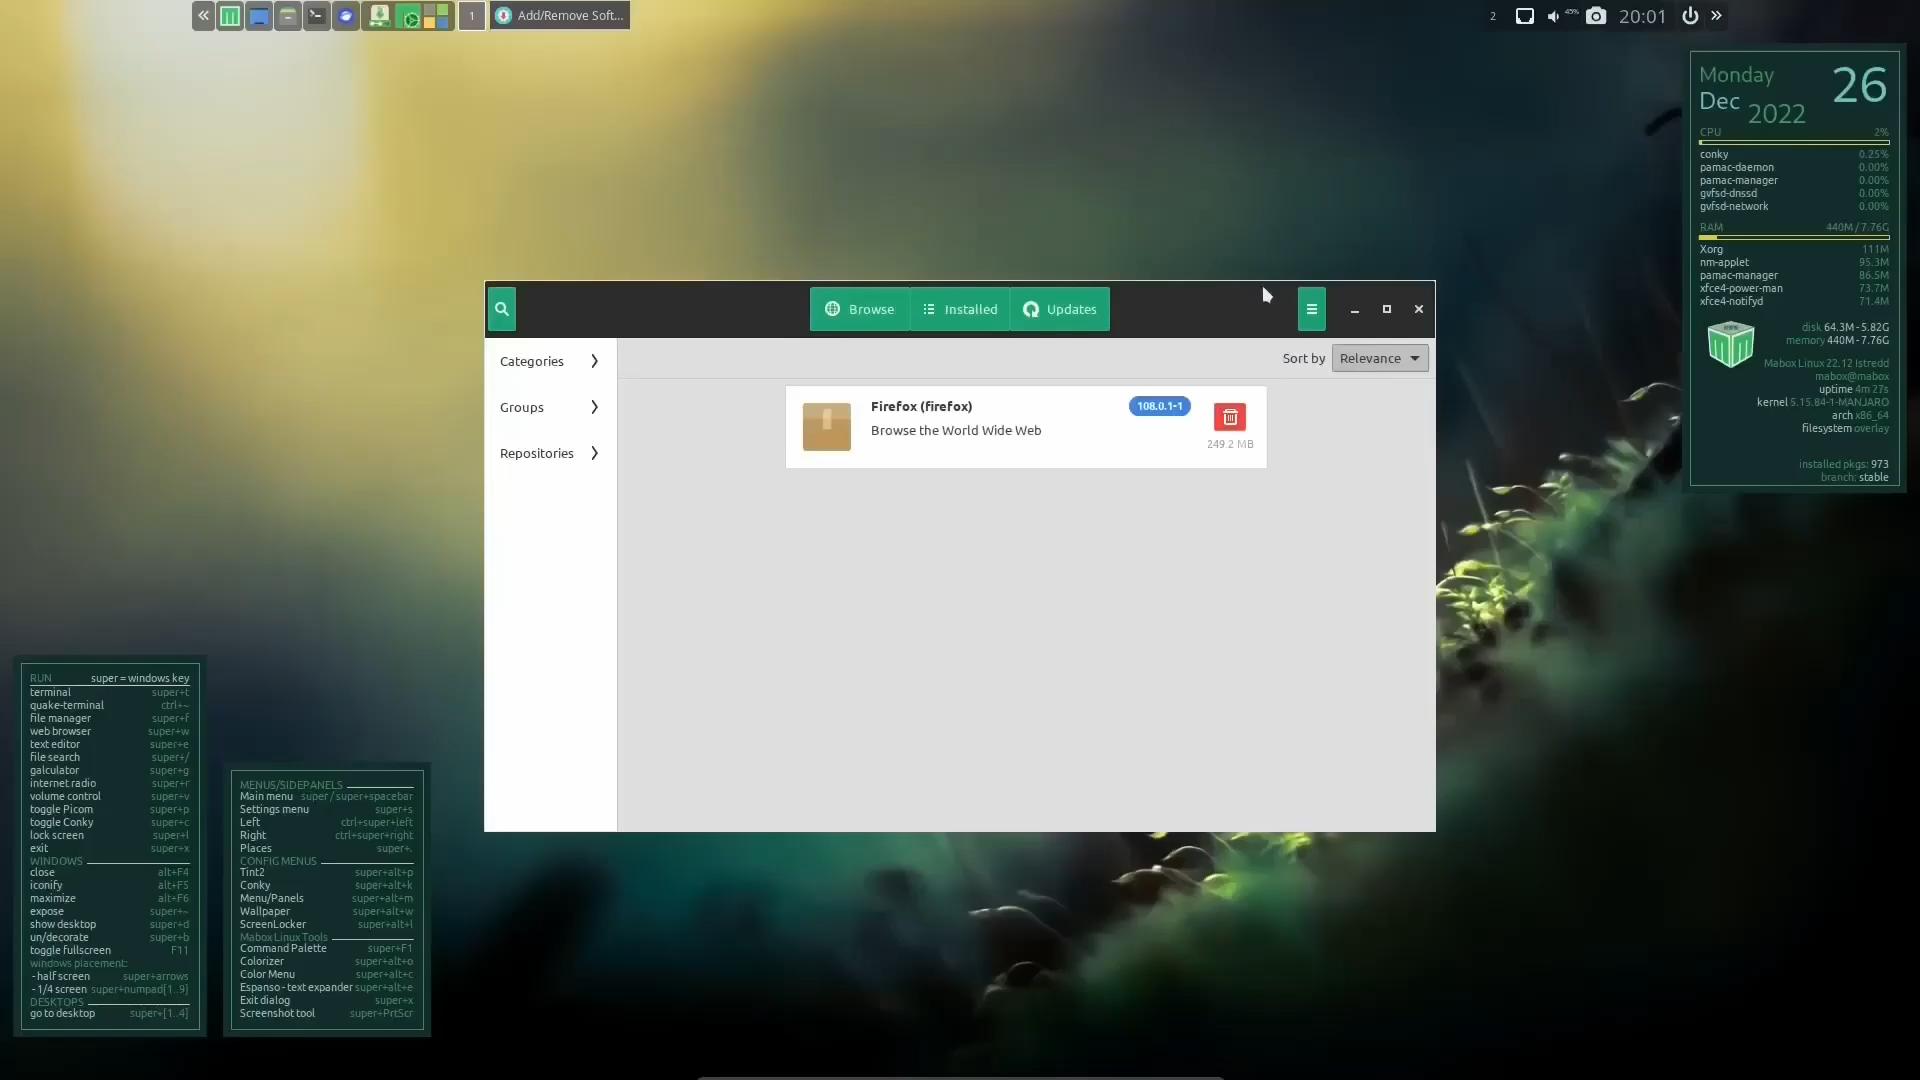 1
Add/Remove Soft...
2
45%
20:01
Monday
26
Dec
2022
CPU 2%
conky 0.25%
pamac-daemon 0.00%
pamac-manager 0.00%
gvfsd-dnssd 0.00%
gvfsd-network 0.00%
RAM 440M / 7.76G
Xorg 111M
nm-applet 95.3M
pamac-manager 86.5M
xfce4-power-man 73.7M
xfce4-notifyd 71.4M
disk 64.3M - 5.82G
memory 440M - 7.76G
Mabox Linux 22.12 Istredd
mabox@mabox
uptime 4m 27s
kernel 5.15.84-1-MANJARO
arch x86_64
filesystem overlay
installed pkgs: 973
branch: stable
Browse
Installed
Updates
Categories
Groups
Repositories
Sort by Relevance
Firefox (firefox)
108.0.1-1
Browse the World Wide Web
249.2 MB
RUN super = windows key
terminal super+t
quake-terminal ctrl+~
file manager super+f
web browser super+w
text editor super+e
file search super+/
galculator super+g
internet radio super+r
volume control super+v
toggle Picom super+p
toggle Conky super+c
lock screen super+l
exit super+x
WINDOWS
close alt+F4
iconify alt+F5
maximize alt+F6
expose super+~
show desktop super+d
un/decorate super+b
toggle fullscreen F11
windows placement:
- half screen super+arrows
- 1/4 screen super+numpad[1..9]
DESKTOPS
go to desktop super+[1..4]
MENUS/SIDEPANELS
Main menu super / super+spacebar
Settings menu super+s
Left ctrl+super+left
Right ctrl+super+right
Places super+.
CONFIG MENUS
Tint2 super+alt+p
Conky super+alt+k
Menu/Panels super+alt+m
Wallpaper super+alt+w
ScreenLocker super+alt+l
Mabox Linux Tools
Command Palette super+F1
Colorizer super+alt+o
Color Menu super+alt+c
Espanso - text expander super+alt+e
Exit dialog super+x
Screenshot tool super+PrtScr